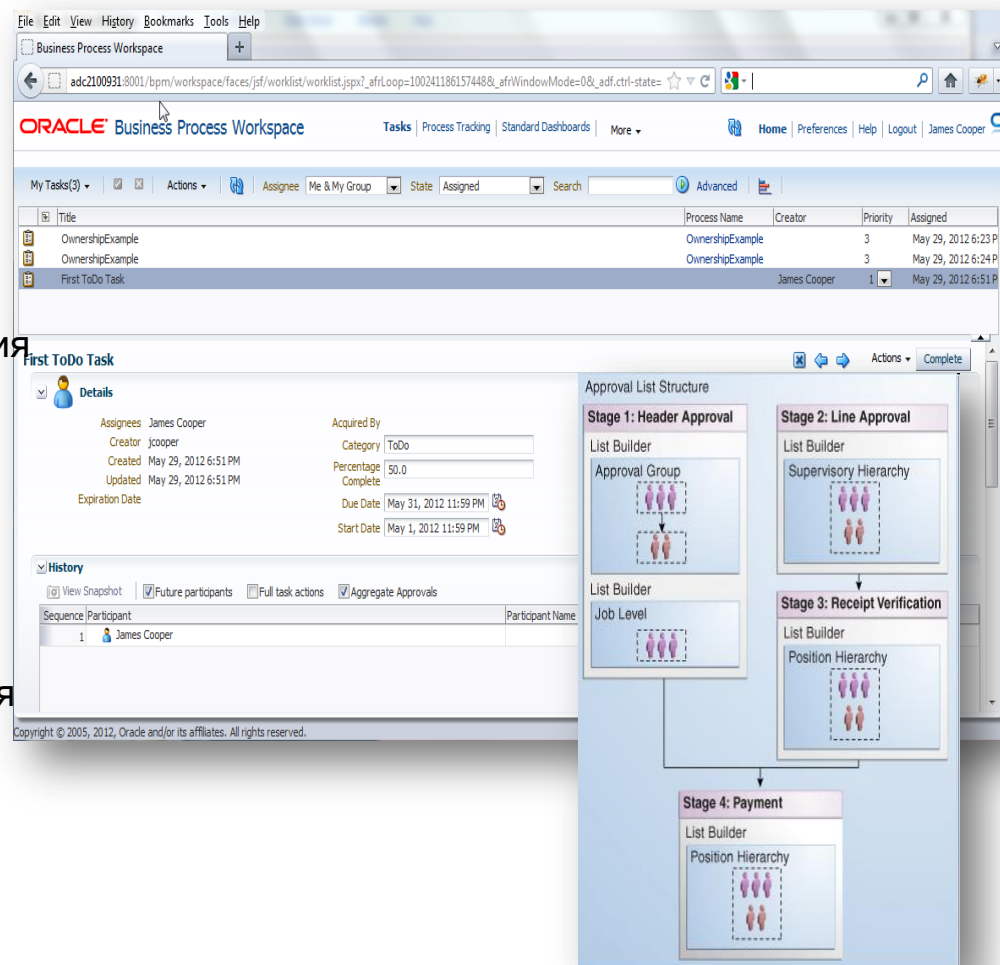 File Edit View History Bookmarks Tools Help
Business Process Workspace
adc2100931:8001/bpm/workspace/faces/jsf/worklist/worklist.jspx?_afrLoop=100241186157448&_afrWindowMode=0&_adf.ctrl-state=
ORACLE Business Process Workspace Tasks | Process Tracking | Standard Dashboards | More Home | Preferences | Help | Logout | James Cooper
My Tasks(3) Actions Assignee Me & My Group State Assigned Search Advanced
Title Process Name Creator Priority Assigned
OwnershipExample OwnershipExample 3 May 29, 2012 6:23 P
OwnershipExample OwnershipExample 3 May 29, 2012 6:24 P
First ToDo Task James Cooper 1 May 29, 2012 6:51 P
ия
First ToDo Task Actions Complete
Details
Assignees James Cooper
Creator jcooper
Created May 29, 2012 6:51 PM
Updated May 29, 2012 6:51 PM
Expiration Date
Acquired By
Category ToDo
Percentage Complete 50.0
Due Date May 31, 2012 11:59 PM
Start Date May 1, 2012 11:59 PM
History
View Snapshot Future participants Full task actions Aggregate Approvals
Sequence Participant Participant Name
1 James Cooper
я
Copyright © 2005, 2012, Oracle and/or its affiliates. All rights reserved.
Approval List Structure
Stage 1: Header Approval
List Builder
Approval Group
List Builder
Job Level
Stage 2: Line Approval
List Builder
Supervisory Hierarchy
Stage 3: Receipt Verification
List Builder
Position Hierarchy
Stage 4: Payment
List Builder
Position Hierarchy